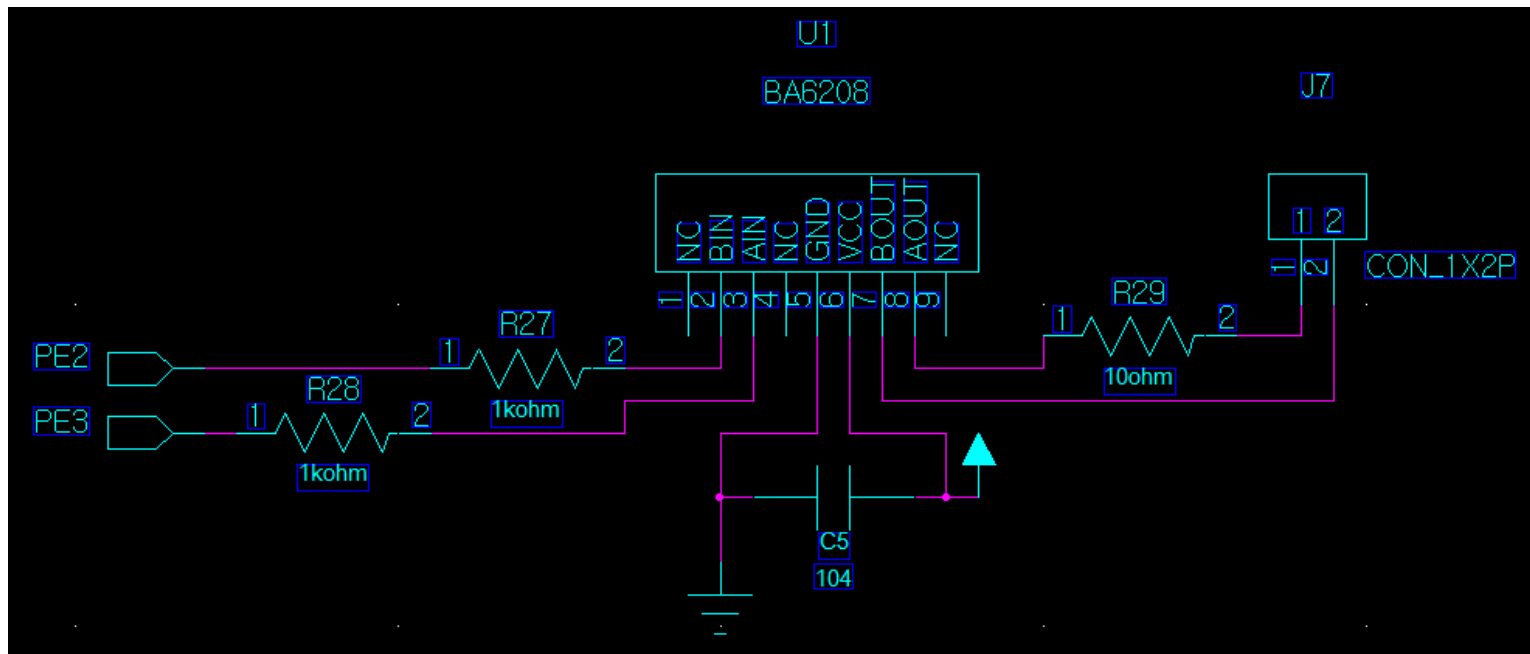 U1
BA6208
J7
NC
BIN
AIN
NC
GND
VCC
BOUT
AOUT
NC
1 2
1 2 3 4 5 6 7 8 9
1 2
CON_1X2P
R29
1 2
10ohm
R27
1 2
1kohm
PE2
R28
1 2
1kohm
PE3
C5
104